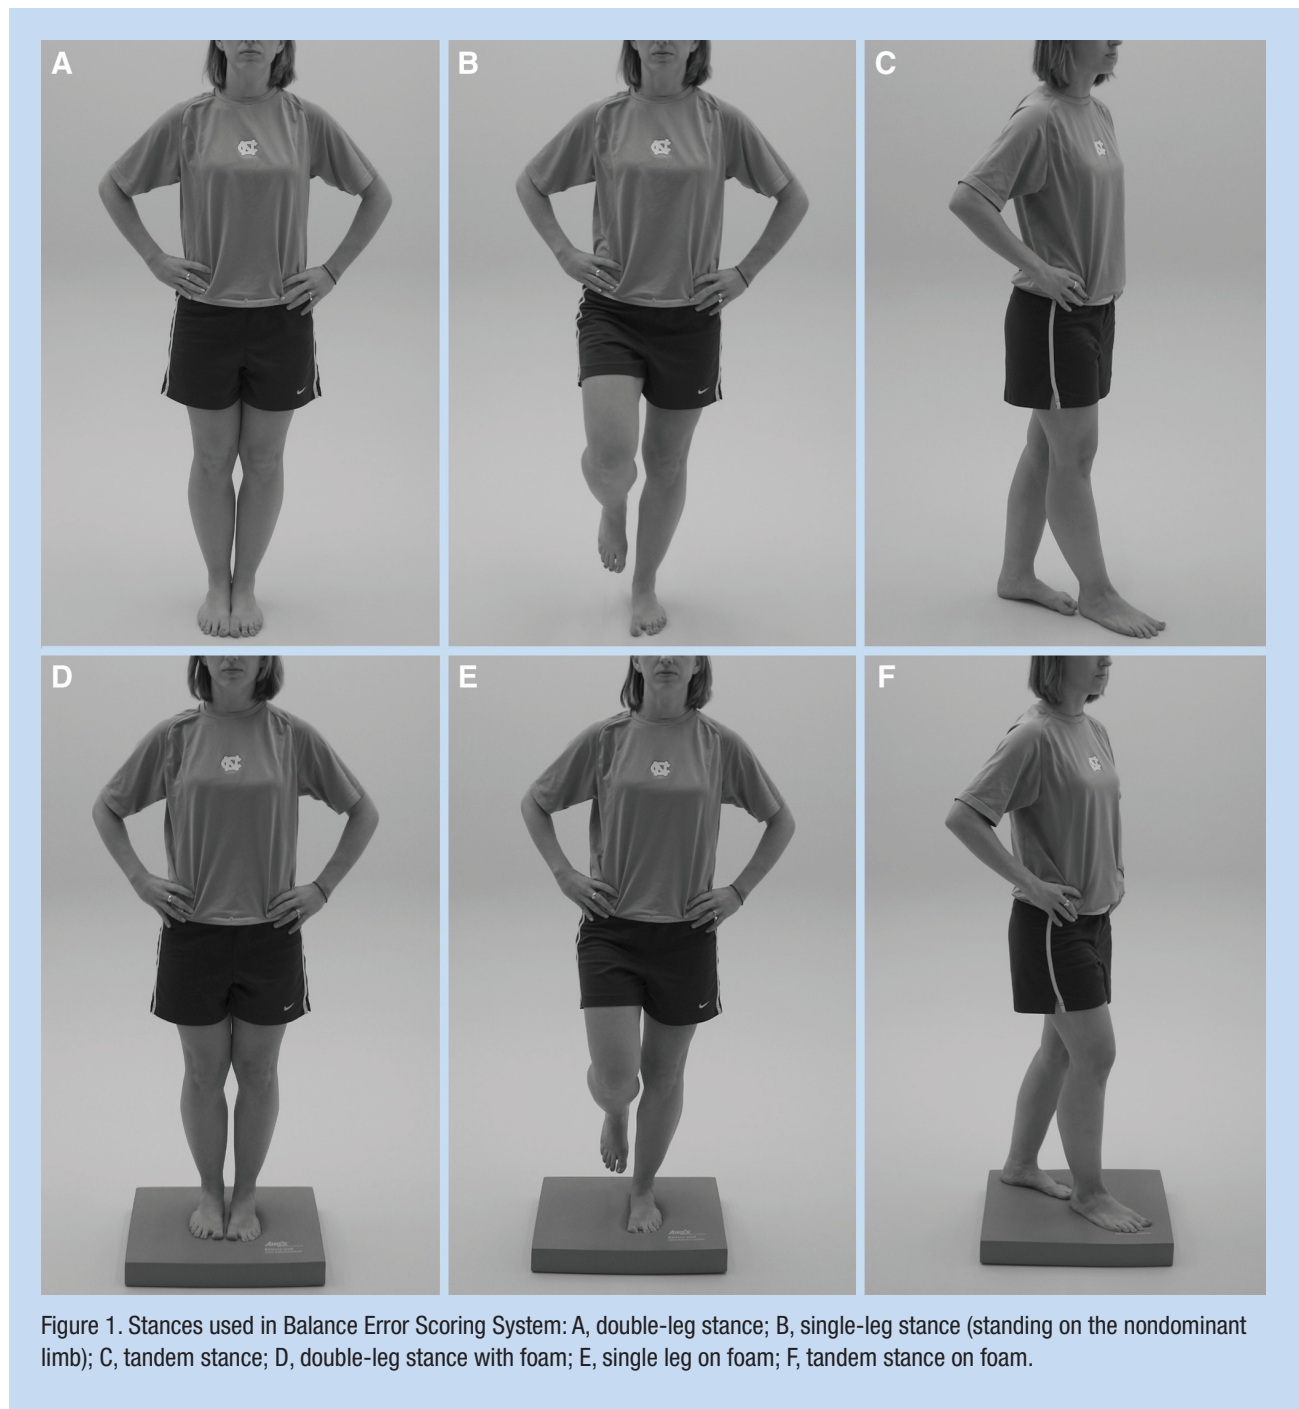 A
B
C
D
E
F
Figure 1. Stances used in Balance Error Scoring System: A, double-leg stance; B, single-leg stance (standing on the nondominant
limb); C, tandem stance; D, double-leg stance with foam; E, single leg on foam; F, tandem stance on foam.